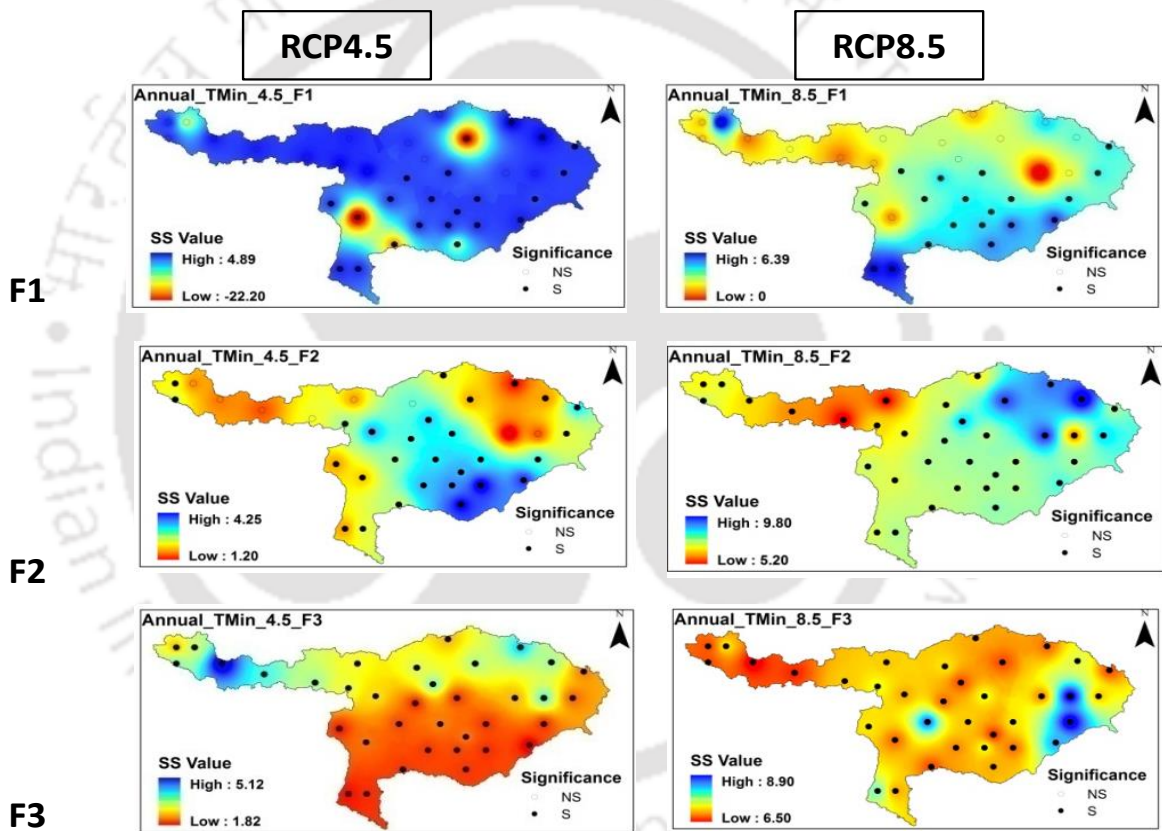 RCP4.5
RCP8.5
F1
Annual_TMin_4.5_F1
N
SS Value
High : 4.89
Low : -22.20
Significance
NS
S
Annual_TMin_8.5_F1
N
SS Value
High : 6.39
Low : 0
Significance
NS
S
F2
Annual_TMin_4.5_F2
N
SS Value
High : 4.25
Low : 1.20
Significance
NS
S
Annual_TMin_8.5_F2
N
SS Value
High : 9.80
Low : 5.20
Significance
NS
S
F3
Annual_TMin_4.5_F3
N
SS Value
High : 5.12
Low : 1.82
Significance
NS
S
Annual_TMin_8.5_F3
N
SS Value
High : 8.90
Low : 6.50
Significance
NS
S
Indian